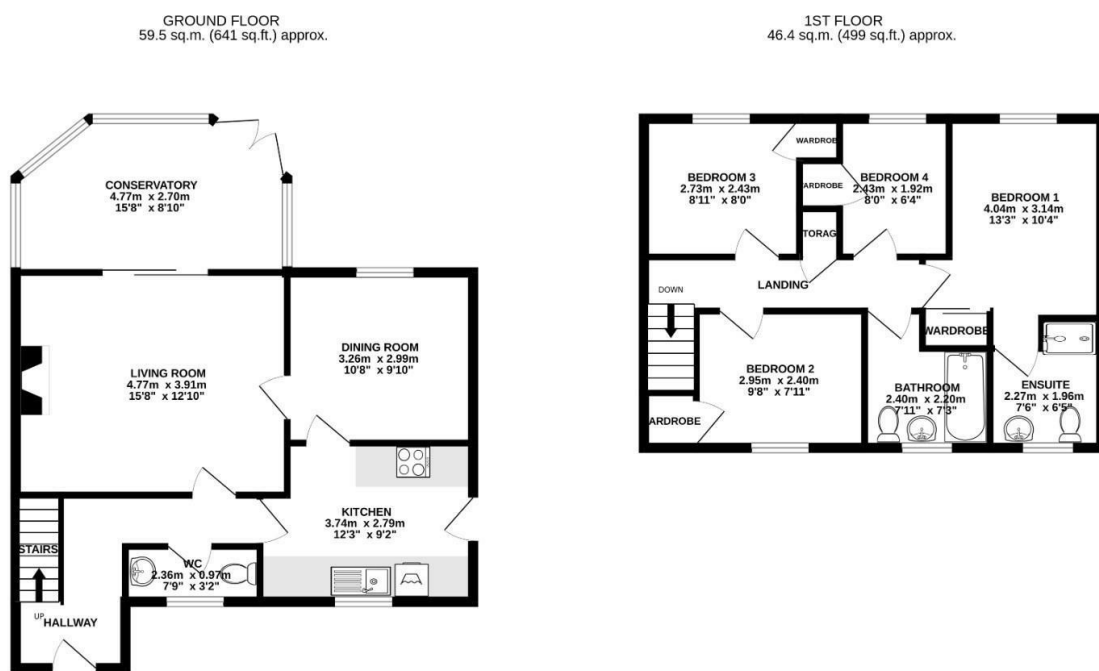 GROUND FLOOR
59.5 sq.m. (641 sq.ft.) approx.
CONSERVATORY
4.77m x 2.70m
15'8" x 8'10"
LIVING ROOM
4.77m x 3.91m
15'8" x 12'10"
DINING ROOM
3.26m x 2.99m
10'8" x 9'10"
KITCHEN
3.74m x 2.79m
12'3" x 9'2"
STAIRS
WC
2.36m x 0.97m
7'9" x 3'2"
UP
HALLWAY
1ST FLOOR
46.4 sq.m. (499 sq.ft.) approx.
WARDROBE
BEDROOM 3
2.73m x 2.43m
8'11" x 8'0"
ARDROBE
BEDROOM 4
2.43m x 1.92m
8'0" x 6'4"
BEDROOM 1
4.04m x 3.14m
13'3" x 10'4"
TORAG
LANDING
DOWN
WARDROBE
BEDROOM 2
2.95m x 2.40m
9'8" x 7'11"
ARDROBE
BATHROOM
2.40m x 2.20m
7'11" x 7'3"
ENSUITE
2.27m x 1.96m
7'6" x 6'5"